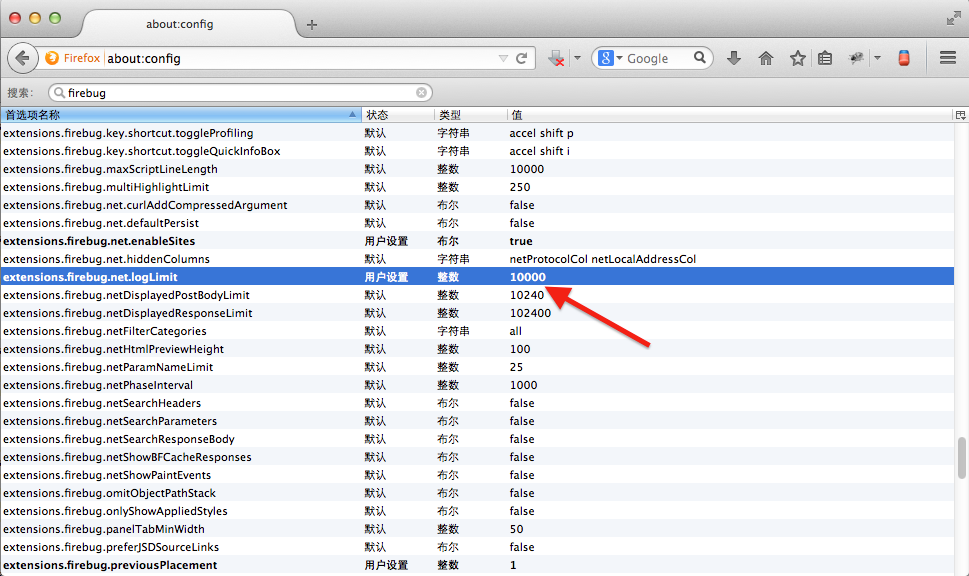 about:config
Firefox about:config Google
搜索: firebug
首选项名称 状态 类型 值
extensions.firebug.key.shortcut.toggleProfiling 默认 字符串 accel shift p
extensions.firebug.key.shortcut.toggleQuickInfoBox 默认 字符串 accel shift i
extensions.firebug.maxScriptLineLength 默认 整数 10000
extensions.firebug.multiHighlightLimit 默认 整数 250
extensions.firebug.net.curlAddCompressedArgument 默认 布尔 false
extensions.firebug.net.defaultPersist 默认 布尔 false
extensions.firebug.net.enableSites 用户设置 布尔 true
extensions.firebug.net.hiddenColumns 默认 字符串 netProtocolCol netLocalAddressCol
extensions.firebug.net.logLimit 用户设置 整数 10000
extensions.firebug.netDisplayedPostBodyLimit 默认 整数 10240
extensions.firebug.netDisplayedResponseLimit 默认 整数 102400
extensions.firebug.netFilterCategories 默认 字符串 all
extensions.firebug.netHtmlPreviewHeight 默认 整数 100
extensions.firebug.netParamNameLimit 默认 整数 25
extensions.firebug.netPhaseInterval 默认 整数 1000
extensions.firebug.netSearchHeaders 默认 布尔 false
extensions.firebug.netSearchParameters 默认 布尔 false
extensions.firebug.netSearchResponseBody 默认 布尔 false
extensions.firebug.netShowBFCacheResponses 默认 布尔 false
extensions.firebug.netShowPaintEvents 默认 布尔 false
extensions.firebug.omitObjectPathStack 默认 布尔 false
extensions.firebug.onlyShowAppliedStyles 默认 布尔 false
extensions.firebug.panelTabMinWidth 默认 整数 50
extensions.firebug.preferJSDSourceLinks 默认 布尔 false
extensions.firebug.previousPlacement 用户设置 整数 1